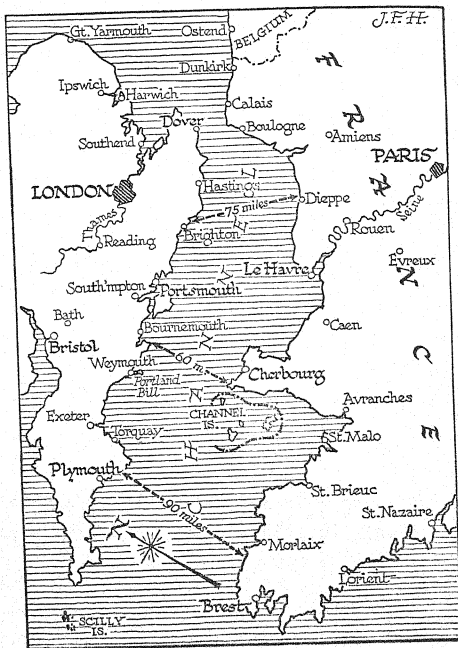 J.F.H.
Gt. Yarmouth
Ostend
BELGIUM
Dunkirk
Ipswich
Harwich
Calais
Dover
Boulogne
Amiens
Southend
PARIS
LONDON
Hastings
75 miles
Dieppe
Thames
Seine
Rouen
Reading
Brighton
Evreux
Le Havre
South'mpton
Portsmouth
Bath
Bournemouth
Caen
Bristol
Weymouth
60 m.
Portland
Bill
Cherbourg
CHANNEL
IS.
Avranches
Exeter
Torquay
St. Malo
Plymouth
90 miles
St. Brieuc
St. Nazaire
Morlaix
Lorient
Brest
N
SCILLY
IS.
CHANNEL
FRANCE